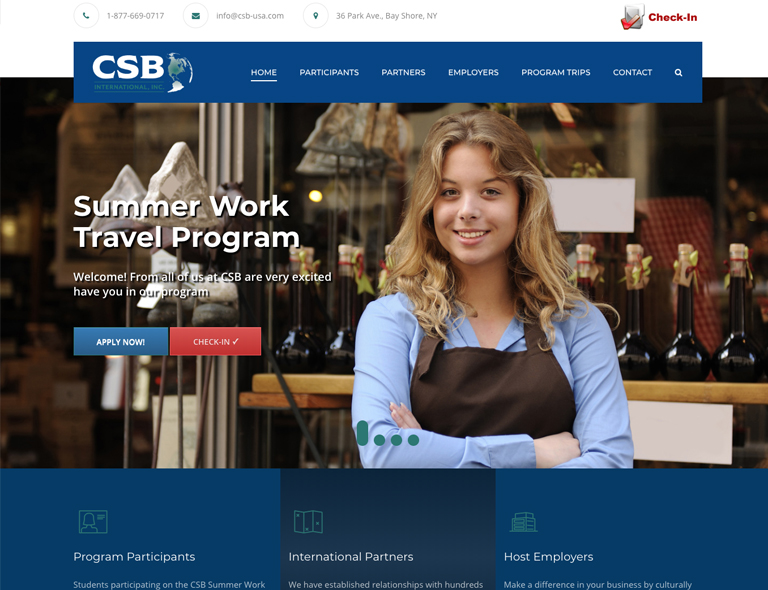 1-877-669-0717
info@csb-usa.com
36 Park Ave., Bay Shore, NY
Check-In
CSB
INTERNATIONAL, INC.
HOME
PARTICIPANTS
PARTNERS
EMPLOYERS
PROGRAM TRIPS
CONTACT
Summer Work
Travel Program
Welcome! From all of us at CSB are very excited
have you in our program
APPLY NOW!
CHECK-IN ✓
Program Participants
International Partners
Host Employers
Students participating on the CSB Summer Work
We have established relationships with hundreds
Make a difference in your business by culturally